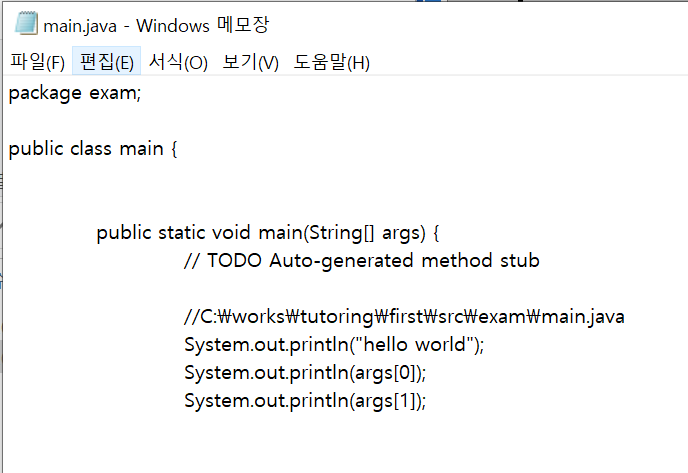 main.java - Windows 메모장
파일(F) 편집(E) 서식(O) 보기(V) 도움말(H)
package exam;
public class main {
public static void main(String[] args) {
// TODO Auto-generated method stub
//C:₩works₩tutoring₩first₩src₩exam₩main.java
System.out.println("hello world");
System.out.println(args[0]);
System.out.println(args[1]);